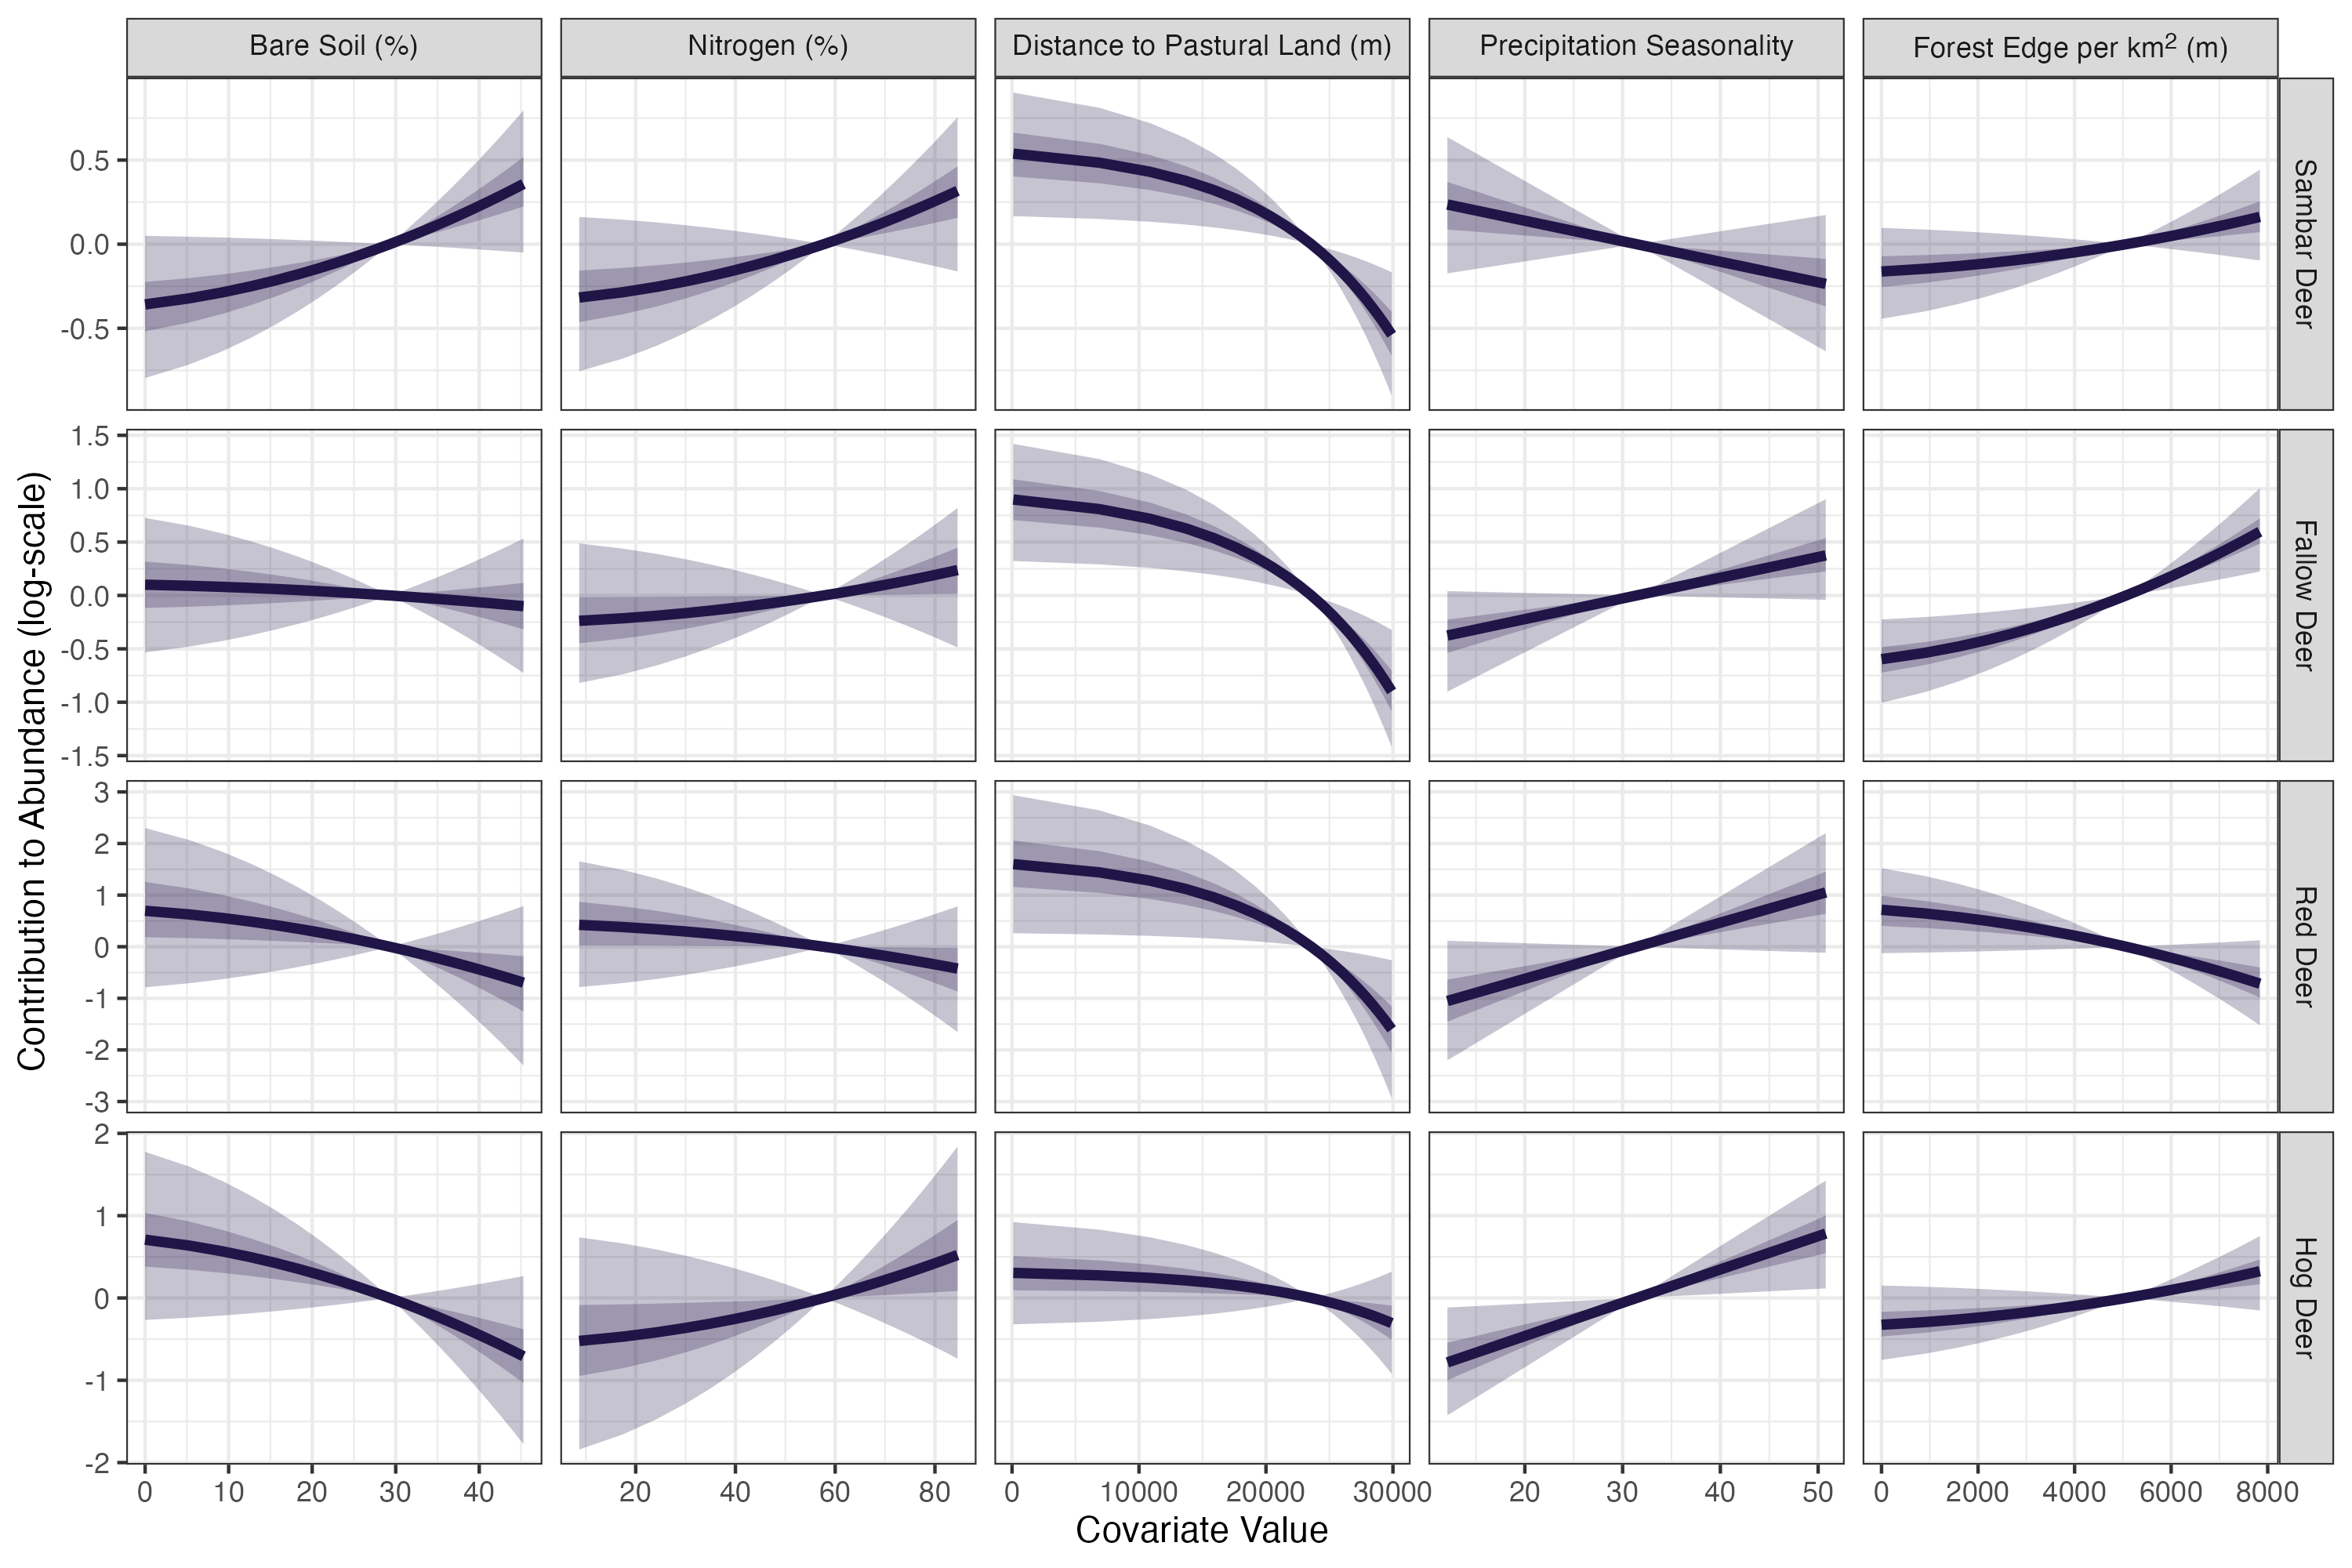 Bare Soil (%)
Nitrogen (%)
Distance to Pastural Land (m)
Precipitation Seasonality
Forest Edge per km² (m)
Contribution to Abundance (log-scale)
0.5
0.0
-0.5
Sambar Deer
1.5
1.0
0.5
0.0
-0.5
-1.0
-1.5
Fallow Deer
3
2
1
0
-1
-2
-3
Red Deer
2
1
0
-1
-2
Hog Deer
0 10 20 30 40
20 40 60 80
0 10000 20000 30000
20 30 40 50
0 2000 4000 6000 8000
Covariate Value